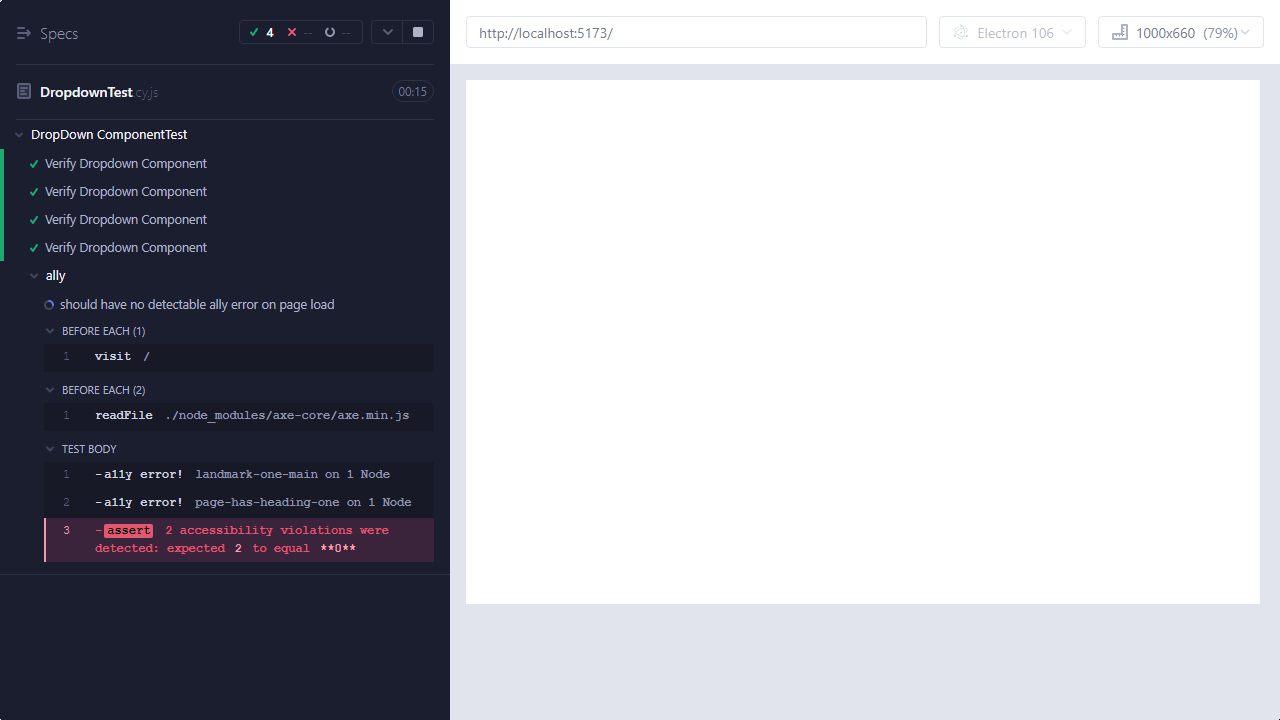 Specs
4 -- --
DropdownTest.cy.js
00:15
DropDown ComponentTest
Verify Dropdown Component
Verify Dropdown Component
Verify Dropdown Component
Verify Dropdown Component
ally
should have no detectable ally error on page load
BEFORE EACH (1)
1 visit /
BEFORE EACH (2)
1 readFile ./node_modules/axe-core/axe.min.js
TEST BODY
1 -a11y error! landmark-one-main on 1 Node
2 -a11y error! page-has-heading-one on 1 Node
3 -assert 2 accessibility violations were
detected: expected 2 to equal **0**
http://localhost:5173/
Electron 106
1000x660 (79%)